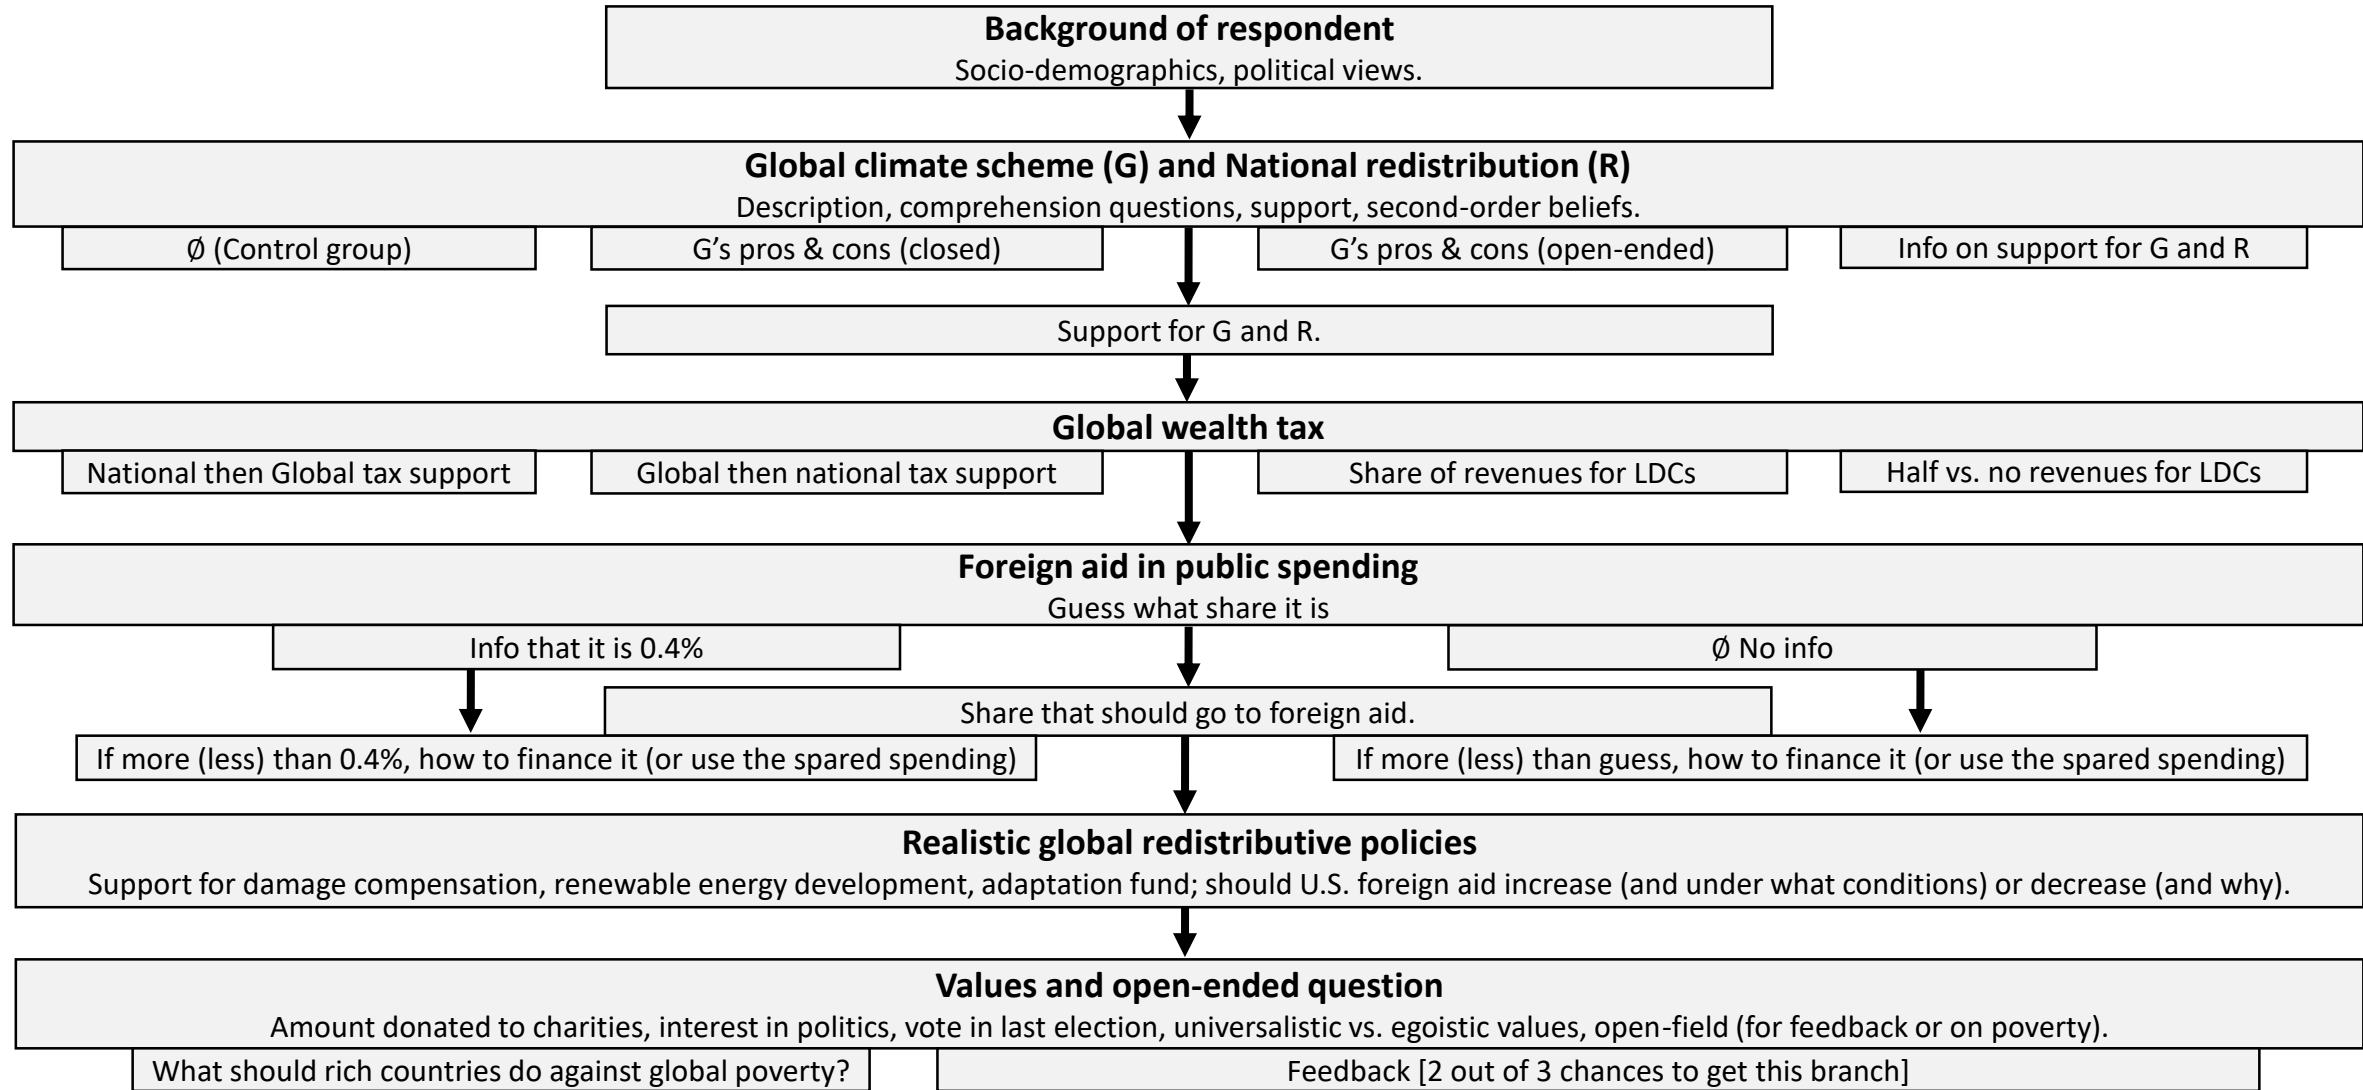 Background of respondent
Socio-demographics, political views.
Global climate scheme (G) and National redistribution (R)
Description, comprehension questions, support, second-order beliefs.
Ø (Control group)
G’s pros & cons (closed)
G’s pros & cons (open-ended)
Info on support for G and R
Support for G and R.
Global wealth tax
National then Global tax support
Global then national tax support
Share of revenues for LDCs
Half vs. no revenues for LDCs
Foreign aid in public spending
Guess what share it is
Info that it is 0.4%
Ø No info
Share that should go to foreign aid.
If more (less) than 0.4%, how to finance it (or use the spared spending)
If more (less) than guess, how to finance it (or use the spared spending)
Realistic global redistributive policies
Support for damage compensation, renewable energy development, adaptation fund; should U.S. foreign aid increase (and under what conditions) or decrease (and why).
Values and open-ended question
Amount donated to charities, interest in politics, vote in last election, universalistic vs. egoistic values, open-field (for feedback or on poverty).
What should rich countries do against global poverty?
Feedback [2 out of 3 chances to get this branch]